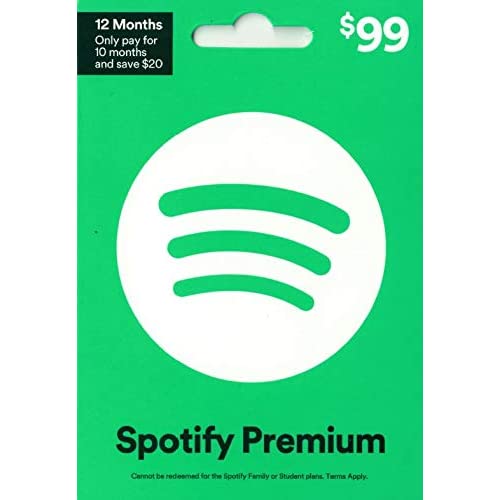 12 Months
Only pay for
10 months
and save $20
$99
Spotify Premium
Cannot be redeemed for the Spotify Family or Student plans. Terms Apply.